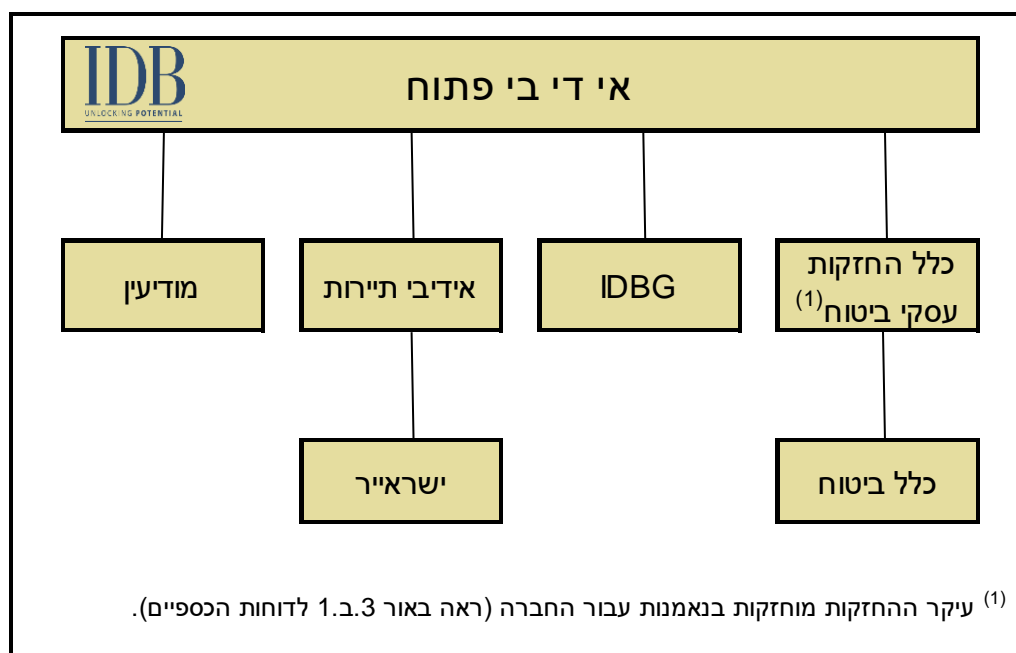 IDB
UNLOCKING POTENTIAL
אי די בי פתוח
כלל החזקות
עסקי ביטוח(1)
IDBG
אידיבי תיירות
מודיעין
כלל ביטוח
ישראייר
(1) עיקר ההחזקות מוחזקות בנאמנות עבור החברה (ראה באור 3.ב.1 לדוחות הכספיים).